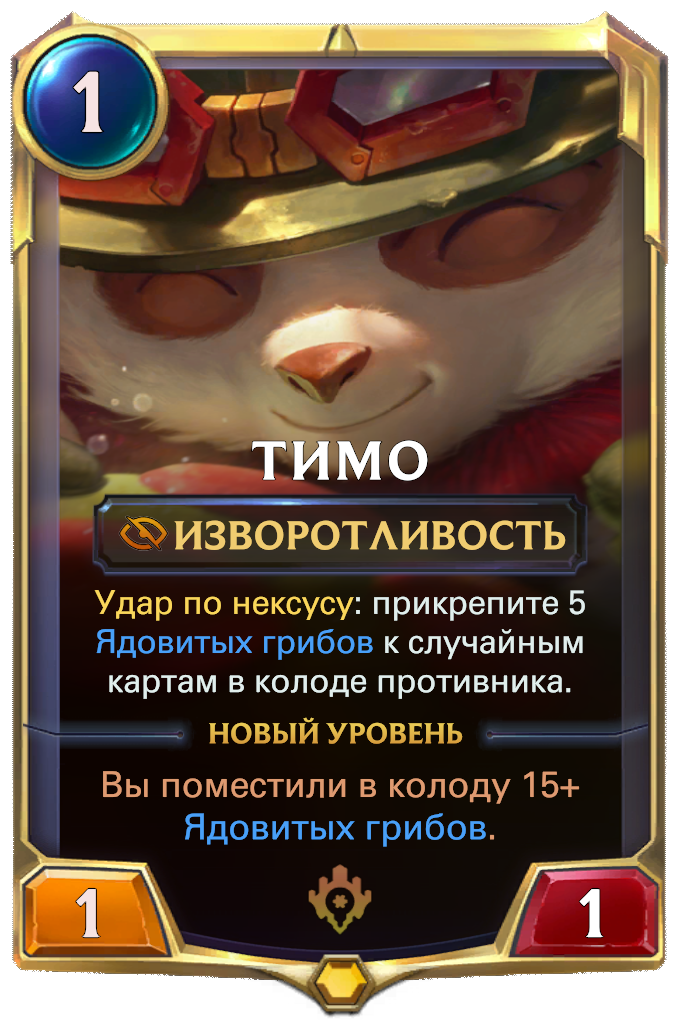 1
ТИМО
ИЗВОРОТЛИВОСТЬ
Удар по нексусу: прикрепите 5
Ядовитых грибов к случайным
картам в колоде противника.
НОВЫЙ УРОВЕНЬ
Вы поместили в колоду 15+
Ядовитых грибов.
1
1